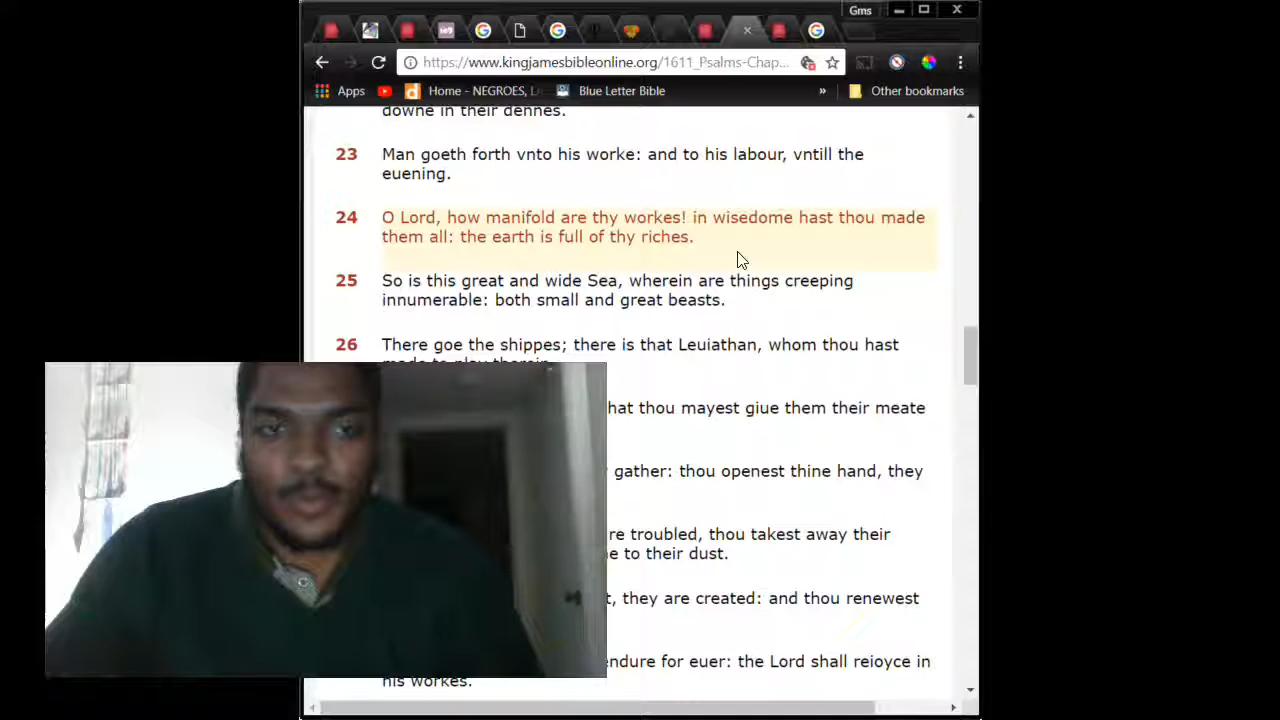 Gms
https://www.kingjamesbibleonline.org/1611_Psalms-Chap...
Apps
Home - NEGROES, L
Blue Letter Bible
»
Other bookmarks
downe in their dennes.
23 Man goeth forth vnto his worke: and to his labour, vntill the
euening.
24 O Lord, how manifold are thy workes! in wisedome hast thou made
them all: the earth is full of thy riches.
25 So is this great and wide Sea, wherein are things creeping
innumerable: both small and great beasts.
26 There goe the shippes; there is that Leuiathan, whom thou hast
made to play therein.
hat thou mayest giue them their meate
gather: thou openest thine hand, they
re troubled, thou takest away their
e to their dust.
t, they are created: and thou renewest
endure for euer: the Lord shall reioyce in
his workes.